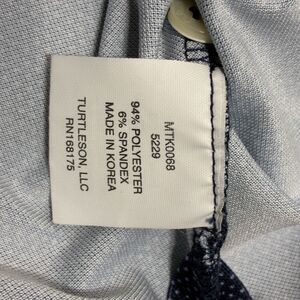 MTK0068
5229
94% POLYESTER
6% SPANDEX
MADE IN KOREA
TURTLESON, LLC
RN168175